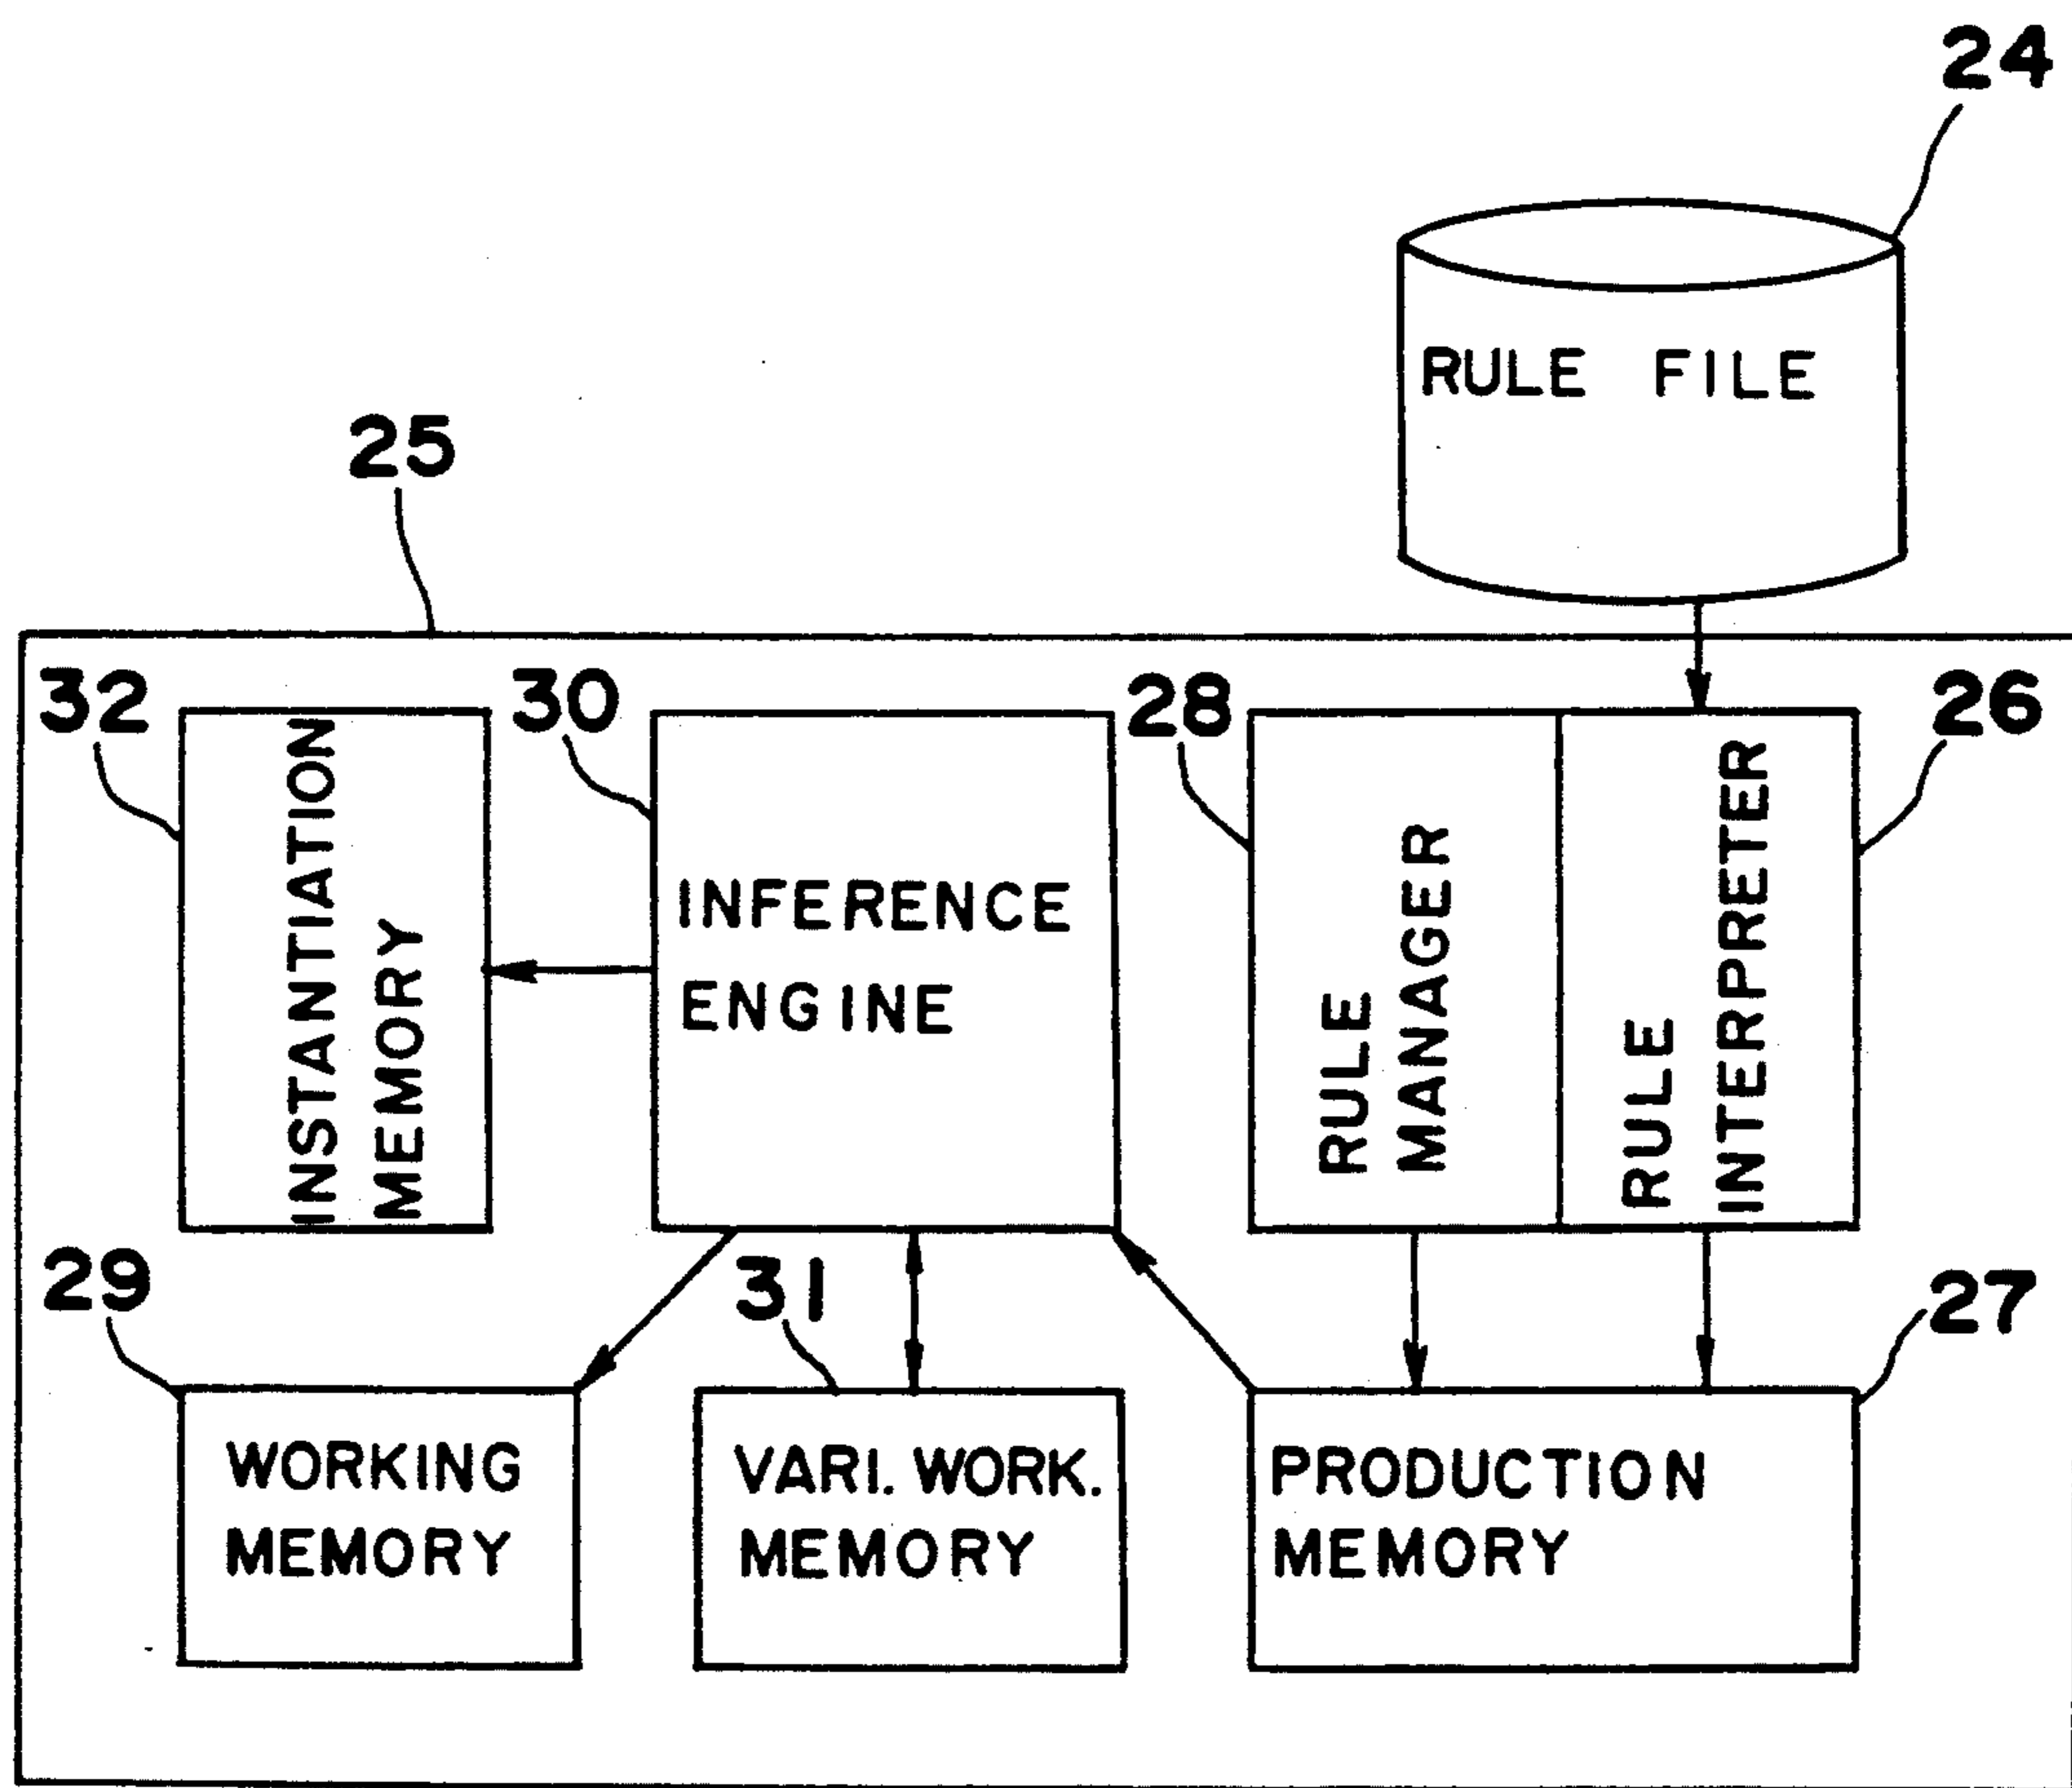 24
RULE FILE
25
32
30
28
26
INSTANTIATION
MEMORY
INFERENCE
ENGINE
RULE
MANAGER
RULE
INTERPRETER
29
31
27
WORKING
MEMORY
VARI. WORK.
MEMORY
PRODUCTION
MEMORY